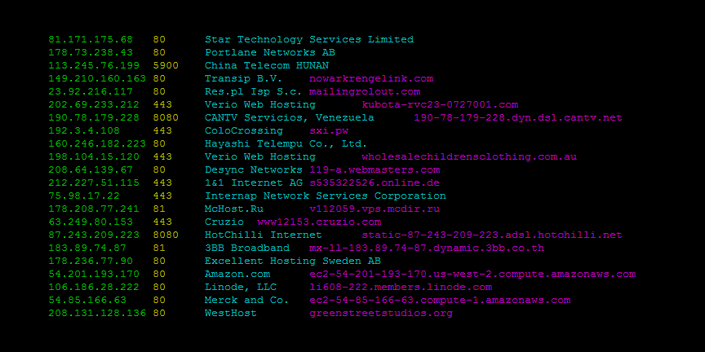 81.171.175.68 80 Star Technology Services Limited
178.73.238.43 80 Portlane Networks AB
113.245.76.199 5900 China Telecom HUNAN
149.210.160.163 80 Transip B.V. nowarkrengelink.com
23.92.216.117 80 Res.pl Isp S.c. mailingrolout.com
202.69.233.212 443 Verio Web Hosting kubota-rvc23-0727001.com
190.78.179.228 8080 CANTV Servicios, Venezuela 190-78-179-228.dyn.dsl.cantv.net
192.3.4.108 443 ColoCrossing sxi.pw
160.246.182.223 80 Hayashi Telempu Co., Ltd.
198.104.15.120 443 Verio Web Hosting wholesalechildrensclothing.com.au
208.64.139.67 80 Desync Networks 119-a.webmasters.com
212.227.51.115 443 1&1 Internet AG s535322526.online.de
75.98.17.22 443 Internap Network Services Corporation
178.208.77.241 81 McHost.Ru v112059.vps.mcdir.ru
63.249.80.153 443 Cruzio www12153.cruzio.com
87.243.209.223 8080 HotChilli Internet static-87-243-209-223.adsl.hotchilli.net
183.89.74.87 81 3BB Broadband mx-ll-183.89.74-87.dynamic.3bb.co.th
178.236.77.90 80 Excellent Hosting Sweden AB
54.201.193.170 80 Amazon.com ec2-54-201-193-170.us-west-2.compute.amazonaws.com
106.186.28.222 80 Linode, LLC li608-222.members.linode.com
54.85.166.63 80 Merck and Co. ec2-54-85-166-63.compute-1.amazonaws.com
208.131.128.136 80 WestHost greenstreetstudios.org